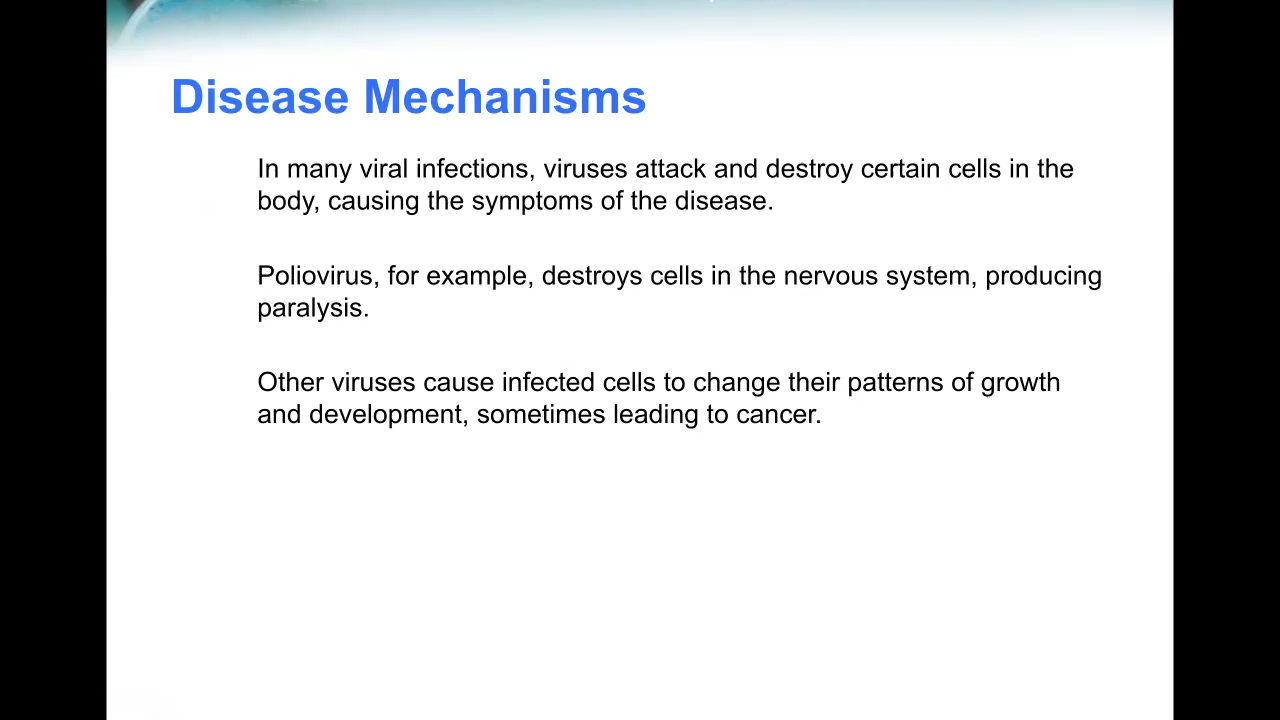 Disease Mechanisms
In many viral infections, viruses attack and destroy certain cells in the
body, causing the symptoms of the disease.
Poliovirus, for example, destroys cells in the nervous system, producing
paralysis.
Other viruses cause infected cells to change their patterns of growth
and development, sometimes leading to cancer.